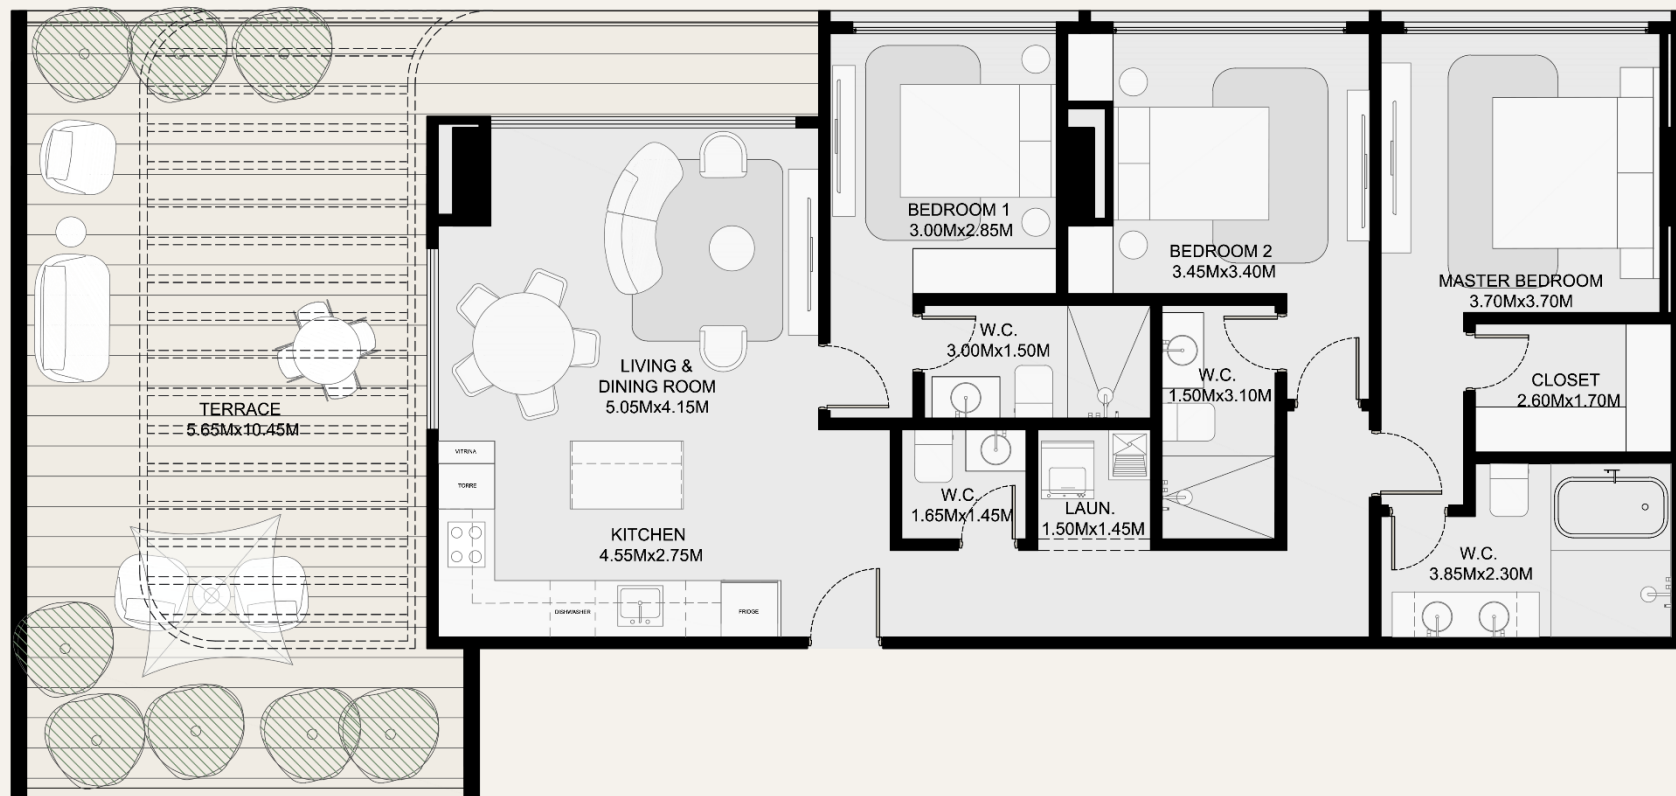 BEDROOM 1
3.00Mx2.85M
BEDROOM 2
3.45Mx3.40M
MASTER BEDROOM
3.70Mx3.70M
W.C.
3.00Mx1.50M
LIVING &
DINING ROOM
5.05Mx4.15M
W.C.
1.50Mx3.10M
CLOSET
2.60Mx1.70M
TERRACE
5.65Mx10.45M
VITRINA
TORRE
W.C.
1.65Mx1.45M
LAUN.
1.50Mx1.45M
KITCHEN
4.55Mx2.75M
W.C.
3.85Mx2.30M
DISHWASHER
FRIDGE